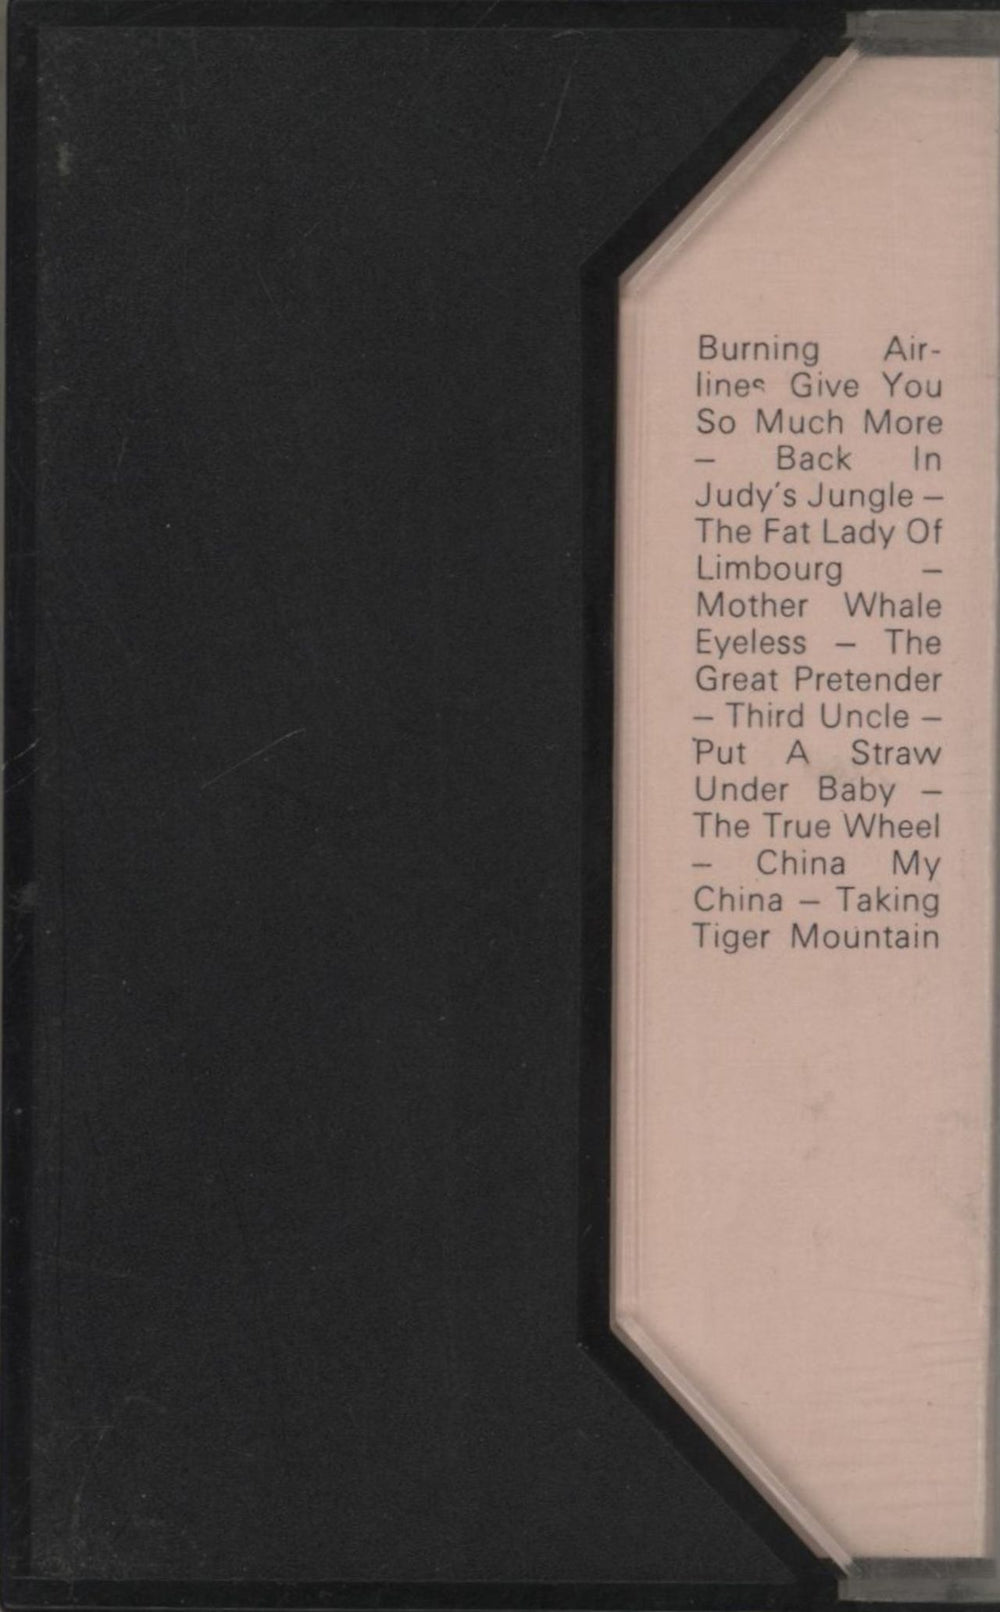 Burning Air-
lines Give You
So Much More
– Back In
Judy's Jungle –
The Fat Lady Of
Limbourg –
Mother Whale
Eyeless – The
Great Pretender
– Third Uncle –
Put A Straw
Under Baby –
The True Wheel
– China My
China – Taking
Tiger Mountain